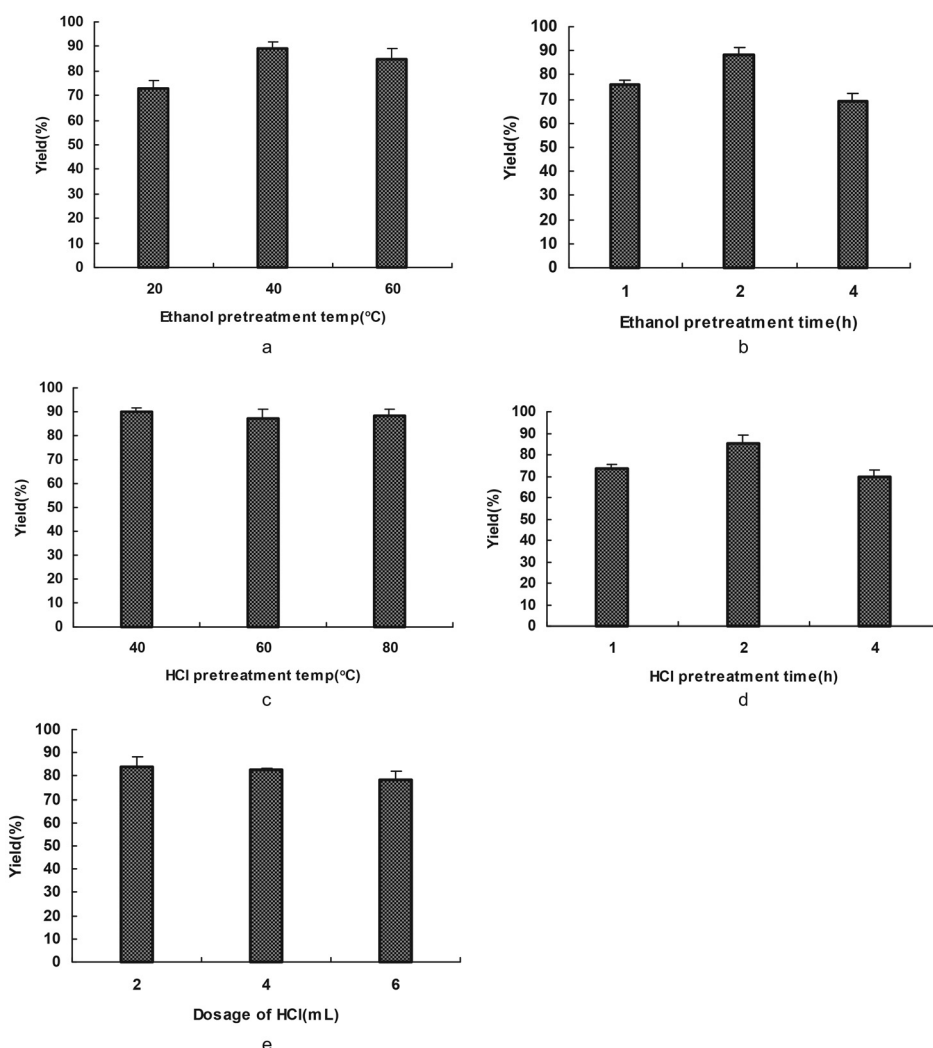 100
90
80
70
60
50
40
30
20
10
0
Yield(%)
20 40 60
Ethanol pretreatment temp(°C)
a
100
90
80
70
60
50
40
30
20
10
0
Yield(%)
1 2 4
Ethanol pretreatment time(h)
b
100
90
80
70
60
50
40
30
20
10
0
Yield(%)
40 60 80
HCl pretreatment temp(°C)
c
100
90
80
70
60
50
40
30
20
10
0
Yield(%)
1 2 4
HCl pretreatment time(h)
d
100
90
80
70
60
50
40
30
20
10
0
Yield(%)
2 4 6
Dosage of HCl(mL)
e